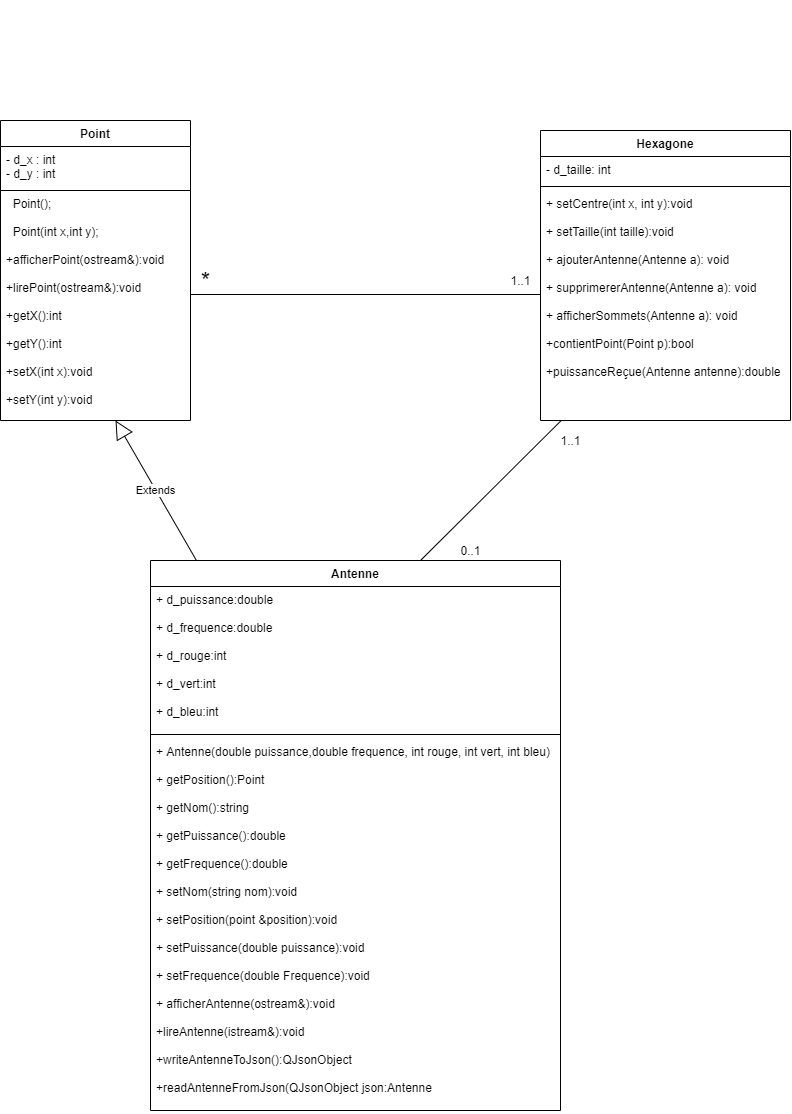 Point
- d_x : int
- d_y : int
Point();
Point(int x,int y);
+afficherPoint(ostream&):void
+lirePoint(ostream&):void
+getX():int
+getY():int
+setX(int x):void
+setY(int y):void
*
1..1
Hexagone
- d_taille: int
+ setCentre(int x, int y):void
+ setTaille(int taille):void
+ ajouterAntenne(Antenne a): void
+ supprimererAntenne(Antenne a): void
+ afficherSommets(Antenne a): void
+contientPoint(Point p):bool
+puissanceReçue(Antenne antenne):double
1..1
Extends
0..1
Antenne
+ d_puissance:double
+ d_frequence:double
+ d_rouge:int
+ d_vert:int
+ d_bleu:int
+ Antenne(double puissance,double frequence, int rouge, int vert, int bleu)
+ getPosition():Point
+ getNom():string
+ getPuissance():double
+ getFrequence():double
+ setNom(string nom):void
+ setPosition(point &position):void
+ setPuissance(double puissance):void
+ setFrequence(double Frequence):void
+ afficherAntenne(ostream&):void
+lireAntenne(istream&):void
+writeAntenneToJson():QJsonObject
+readAntenneFromJson(QJsonObject json:Antenne